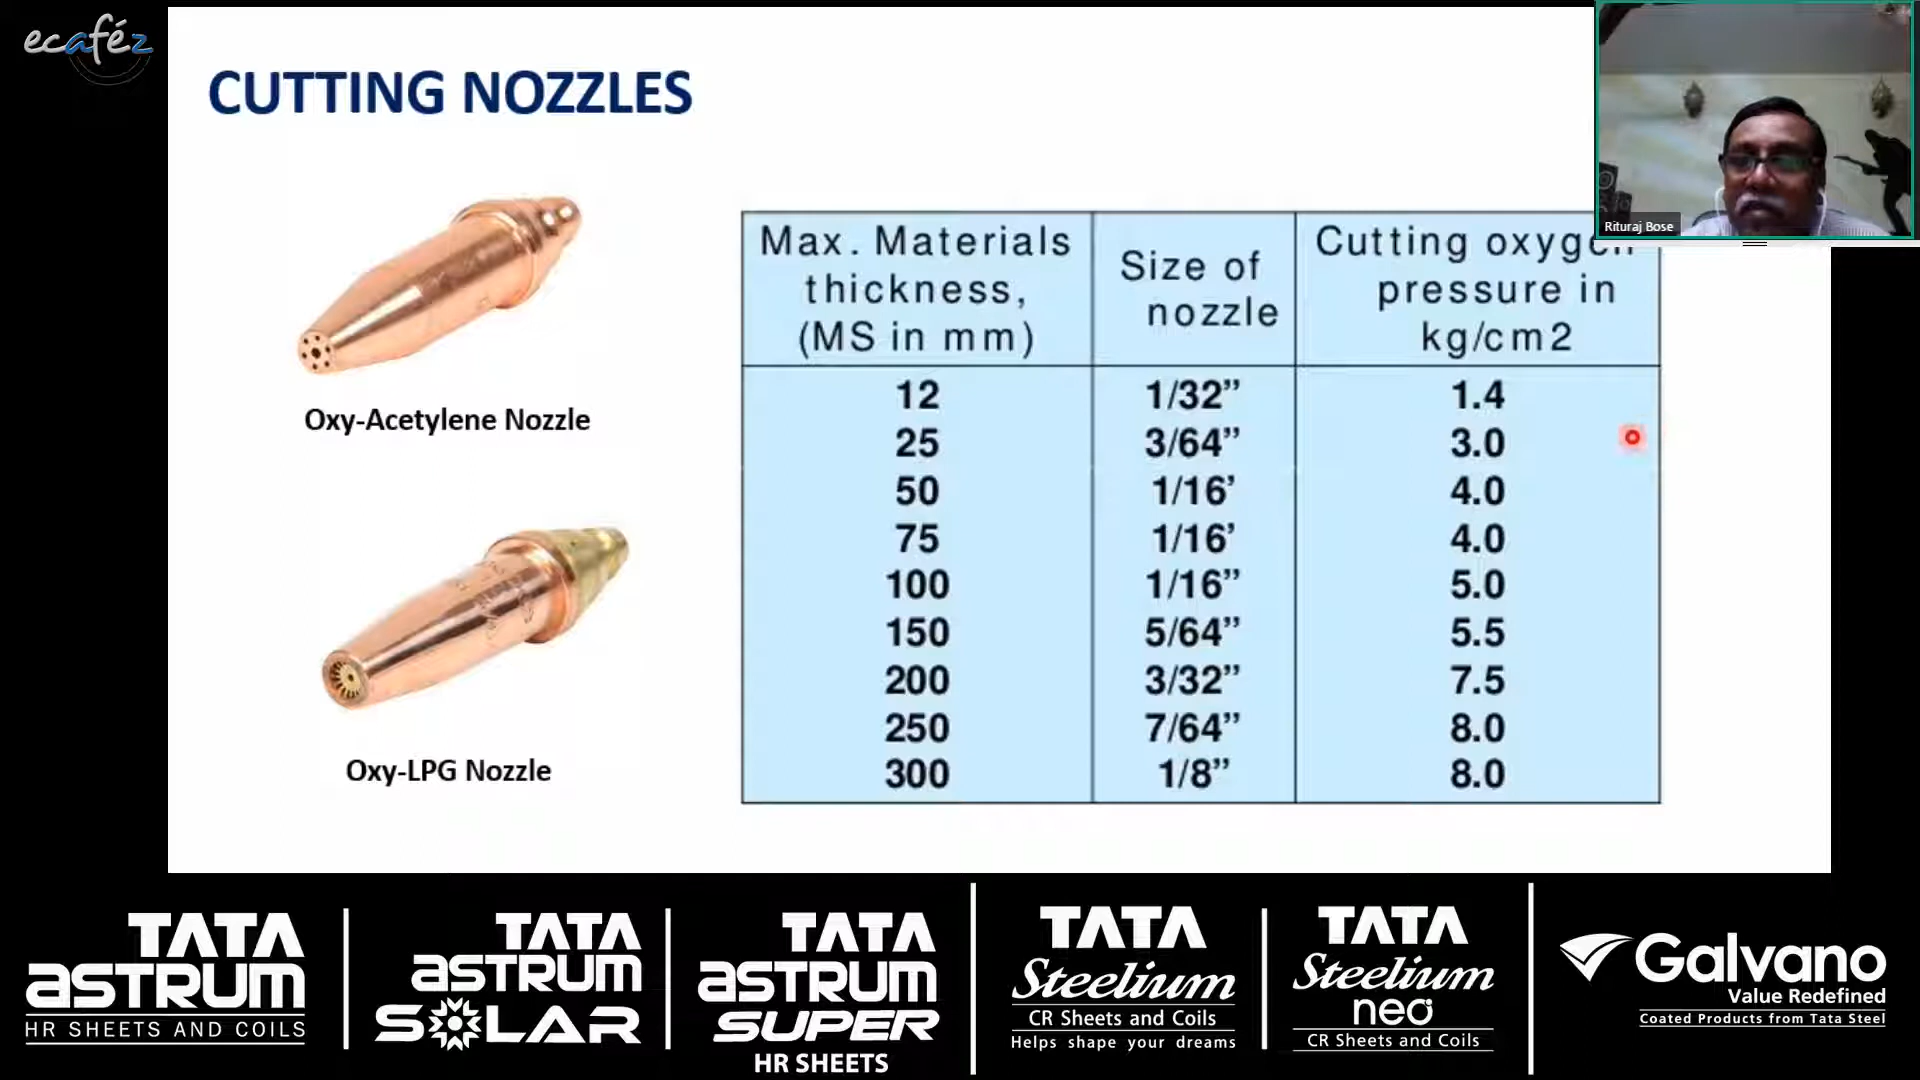 ecaféz
CUTTING NOZZLES
Rituraj Bose
Oxy-Acetylene Nozzle
Oxy-LPG Nozzle
Max. Materials thickness, (MS in mm) Size of nozzle Cutting oxygen pressure in kg/cm2
12 1/32” 1.4
25 3/64” 3.0
50 1/16’ 4.0
75 1/16’ 4.0
100 1/16” 5.0
150 5/64” 5.5
200 3/32” 7.5
250 7/64” 8.0
300 1/8” 8.0
TATA
astrum
HR SHEETS AND COILS
TATA
astrum
SOLAR
TATA
astrum
SUPER
HR SHEETS
TATA
Steelium
CR Sheets and Coils
Helps shape your dreams
TATA
Steelium
neo
CR Sheets and Coils
Galvano
Value Redefined
Coated Products from Tata Steel